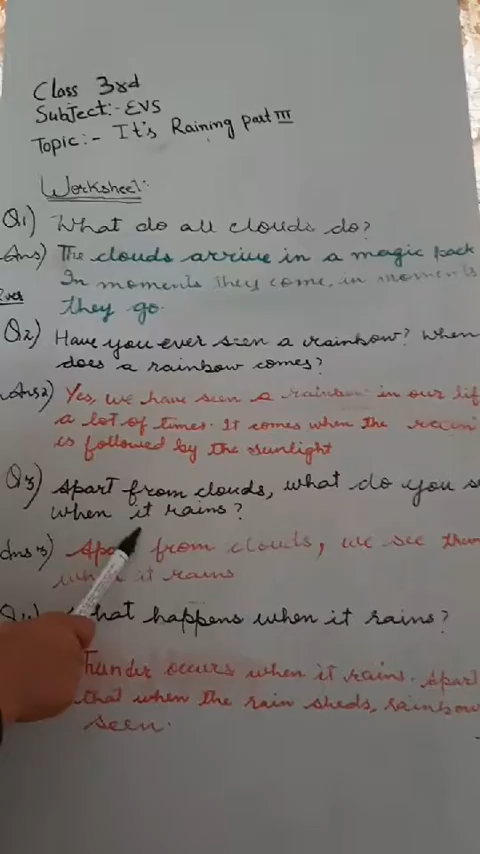 Class 3rd
Subject:- EVS
Topic:- It's Raining part III
Worksheet:
Q1) What do all clouds do?
Ans) The clouds arrive in a magic pack
In moments they come, in moments
they go.
Q2) Have you ever seen a rainbow? When
does a rainbow comes?
Ans2) Yes, we have seen a rainbow in our lif
a lot of times. It comes when the rain
is followed by the sunlight
Q3) Apart from clouds, what do you s
when it rains?
Ans3) from clouds, we see thun
it rains
What happens when it rains?
Thunder occurs when it rains. Apart
that when the rain sheds, rainbow
seen.